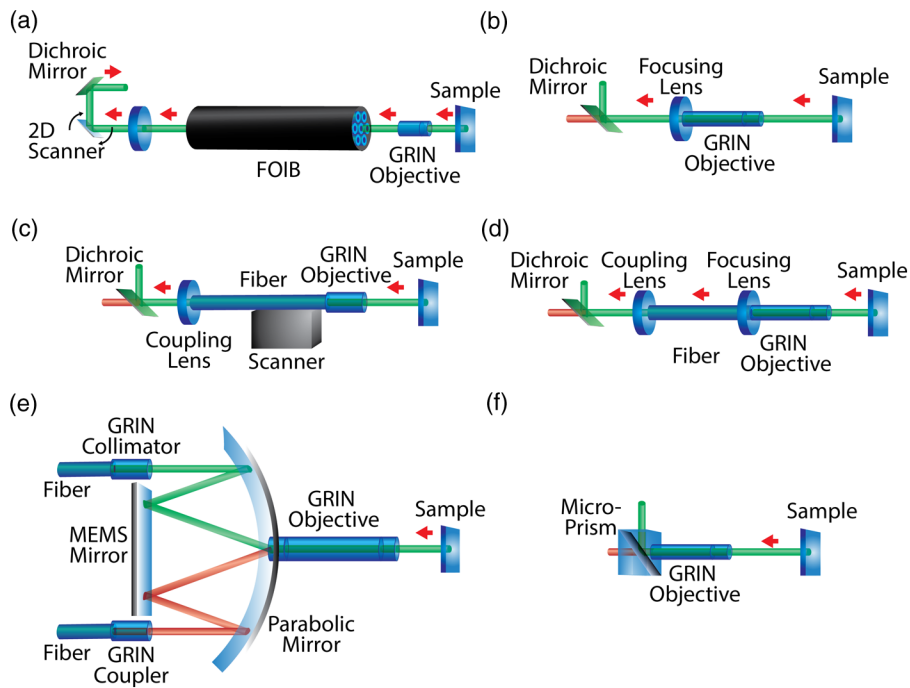 (a)
Dichroic
Mirror
2D
Scanner
FOIB
GRIN
Objective
Sample
(b)
Dichroic
Mirror
Focusing
Lens
GRIN
Objective
Sample
(c)
Dichroic
Mirror
Coupling
Lens
Fiber
Scanner
GRIN
Objective
Sample
(d)
Dichroic
Mirror
Coupling
Lens
Fiber
Focusing
Lens
GRIN
Objective
Sample
(e)
GRIN
Collimator
Fiber
MEMS
Mirror
Fiber
GRIN
Coupler
Parabolic
Mirror
GRIN
Objective
Sample
(f)
Micro-
Prism
GRIN
Objective
Sample